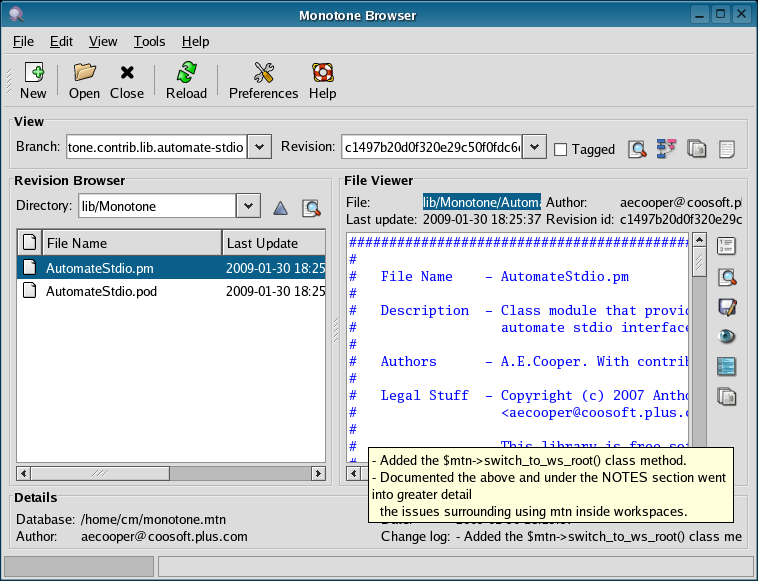 Monotone Browser
File Edit View Tools Help
New Open Close Reload Preferences Help
View
Branch: tone.contrib.lib.automate-stdio Revision: c1497b20d0f320e29c50f0fdc6 Tagged
Revision Browser
Directory: lib/Monotone
File Name Last Update
AutomateStdio.pm 2009-01-30 18:25
AutomateStdio.pod 2009-01-30 18:25
File Viewer
File: lib/Monotone/Autom Author: aecooper@coosoft.pl
Last update: 2009-01-30 18:25:37 Revision id: c1497b20d0f320e29c
###########################################
#
# File Name – AutomateStdio.pm
#
# Description – Class module that provid
# automate stdio interface
#
# Authors – A.E.Cooper. With contrib
#
# Legal Stuff – Copyright (c) 2007 Antho
# <aecooper@coosoft.plus.c
#
# This library is free sof
- Added the $mtn->switch_to_ws_root() class method.
- Documented the above and under the NOTES section went
into greater detail
the issues surrounding using mtn inside workspaces.
Details
Database: /home/cm/monotone.mtn
Author: aecooper@coosoft.plus.com
Change log: - Added the $mtn->switch_to_ws_root() class me